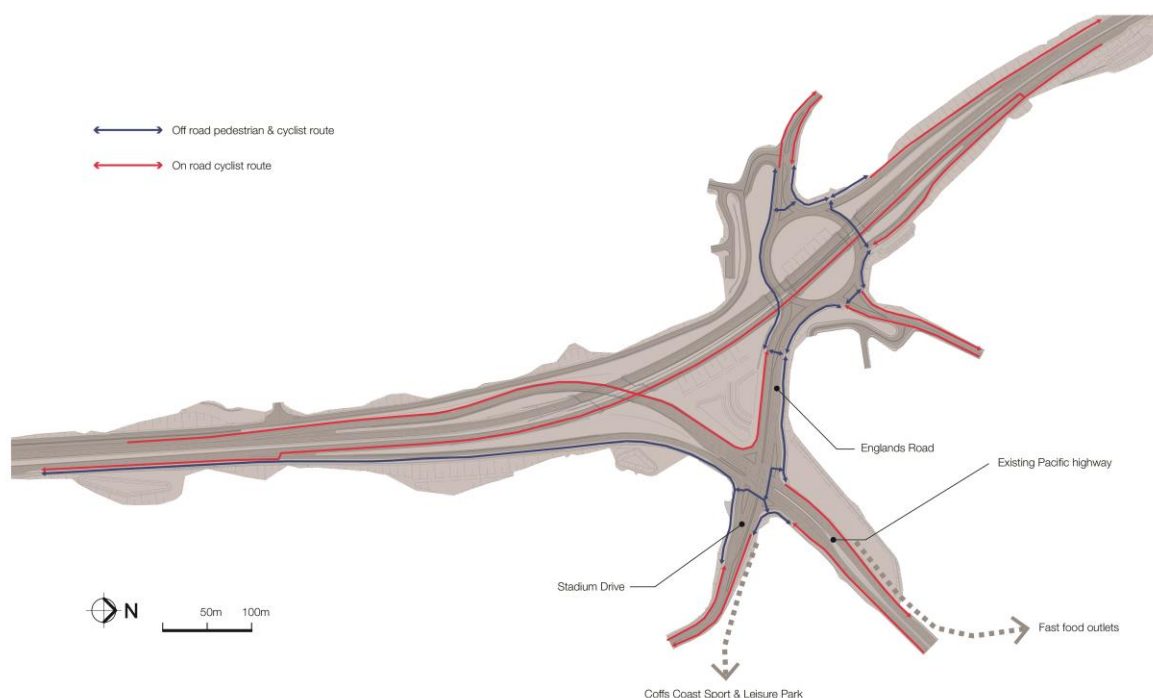 Off road pedestrian & cyclist route
On road cyclist route
Englands Road
Existing Pacific highway
Stadium Drive
N
50m 100m
Fast food outlets
Coffs Coast Sport & Leisure Park